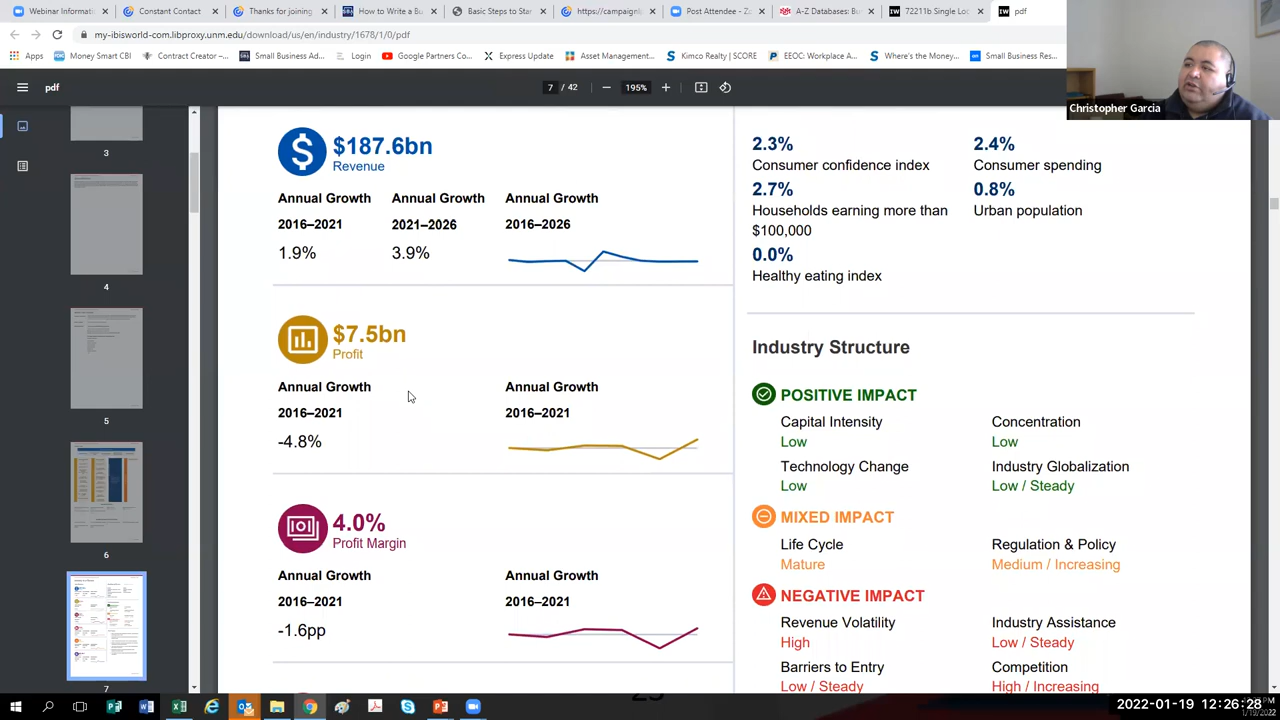 Webinar Informat
Constant Contact
Thanks for joining
How to Write a Bu
Basic Steps to Star
https://campaignlp
Post Attendee - Zo
A-Z Databases: Bu
72211b Single Loc
pdf
my-ibisworld-com.libproxy.unm.edu/download/us/en/industry/1678/1/0/pdf
Apps
Money Smart CBI
Contract Creator-...
Small Business Ad...
Login
Google Partners Co...
Express Update
Asset Management...
Kimco Realty | SCORE
EEOC: Workplace A...
Where's the Money...
Small Business Res...
pdf
7 / 42
195%
Christopher Garcia
3
4
5
6
7
$187.6bn
Revenue
Annual Growth Annual Growth Annual Growth
2016–2021 2021–2026 2016–2026
1.9% 3.9%
$7.5bn
Profit
Annual Growth Annual Growth
2016–2021 2016–2021
-4.8%
4.0%
Profit Margin
Annual Growth Annual Growth
2016–2021 2016–2021
-1.6pp
2.3% 2.4%
Consumer confidence index Consumer spending
2.7% 0.8%
Households earning more than Urban population
$100,000
0.0%
Healthy eating index
Industry Structure
POSITIVE IMPACT
Capital Intensity Concentration
Low Low
Technology Change Industry Globalization
Low Low / Steady
MIXED IMPACT
Life Cycle Regulation & Policy
Mature Medium / Increasing
NEGATIVE IMPACT
Revenue Volatility Industry Assistance
High Low / Steady
Barriers to Entry Competition
Low / Steady High / Increasing
2022-01-19 12:26:28
1/19/2022